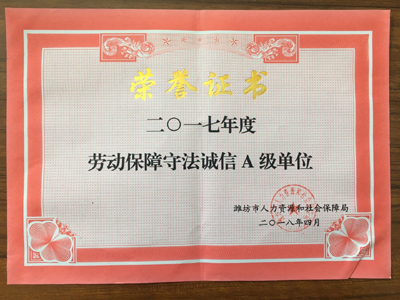 荣誉证书
二〇一七年度
劳动保障守法诚信 A 级单位
潍坊市人力资源和社会保障局
二〇一八年四月